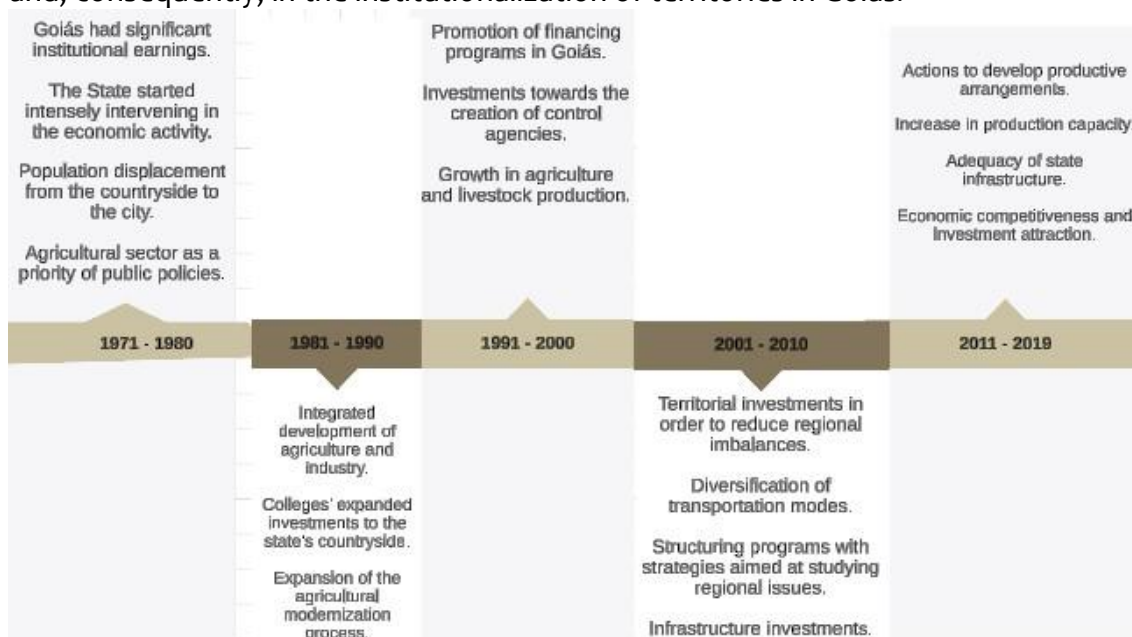 and, consequently, in the institutionalization of territories in Goiás.
Goiás had significant
institutional earnings.
The State started
intensely intervening in
the economic activity.
Population displacement
from the countryside to
the city.
Agricultural sector as a
priority of public policies.
1971 - 1980
1981 - 1990
Integrated
development of
agriculture and
industry.
Colleges' expanded
investments to the
state's countryside.
Expansion of the
agricultural
modernization
process.
Promotion of financing
programs in Goiás.
Investments towards the
creation of control
agencies.
Growth in agriculture
and livestock production.
1991 - 2000
2001 - 2010
Territorial investments in
order to reduce regional
imbalances.
Diversification of
transportation modes.
Structuring programs with
strategies aimed at studying
regional issues.
Infrastructure investments.
Actions to develop productive
arrangements.
Increase in production capacity.
Adequacy of state
infrastructure.
Economic competitiveness and
Investment attraction.
2011 - 2019